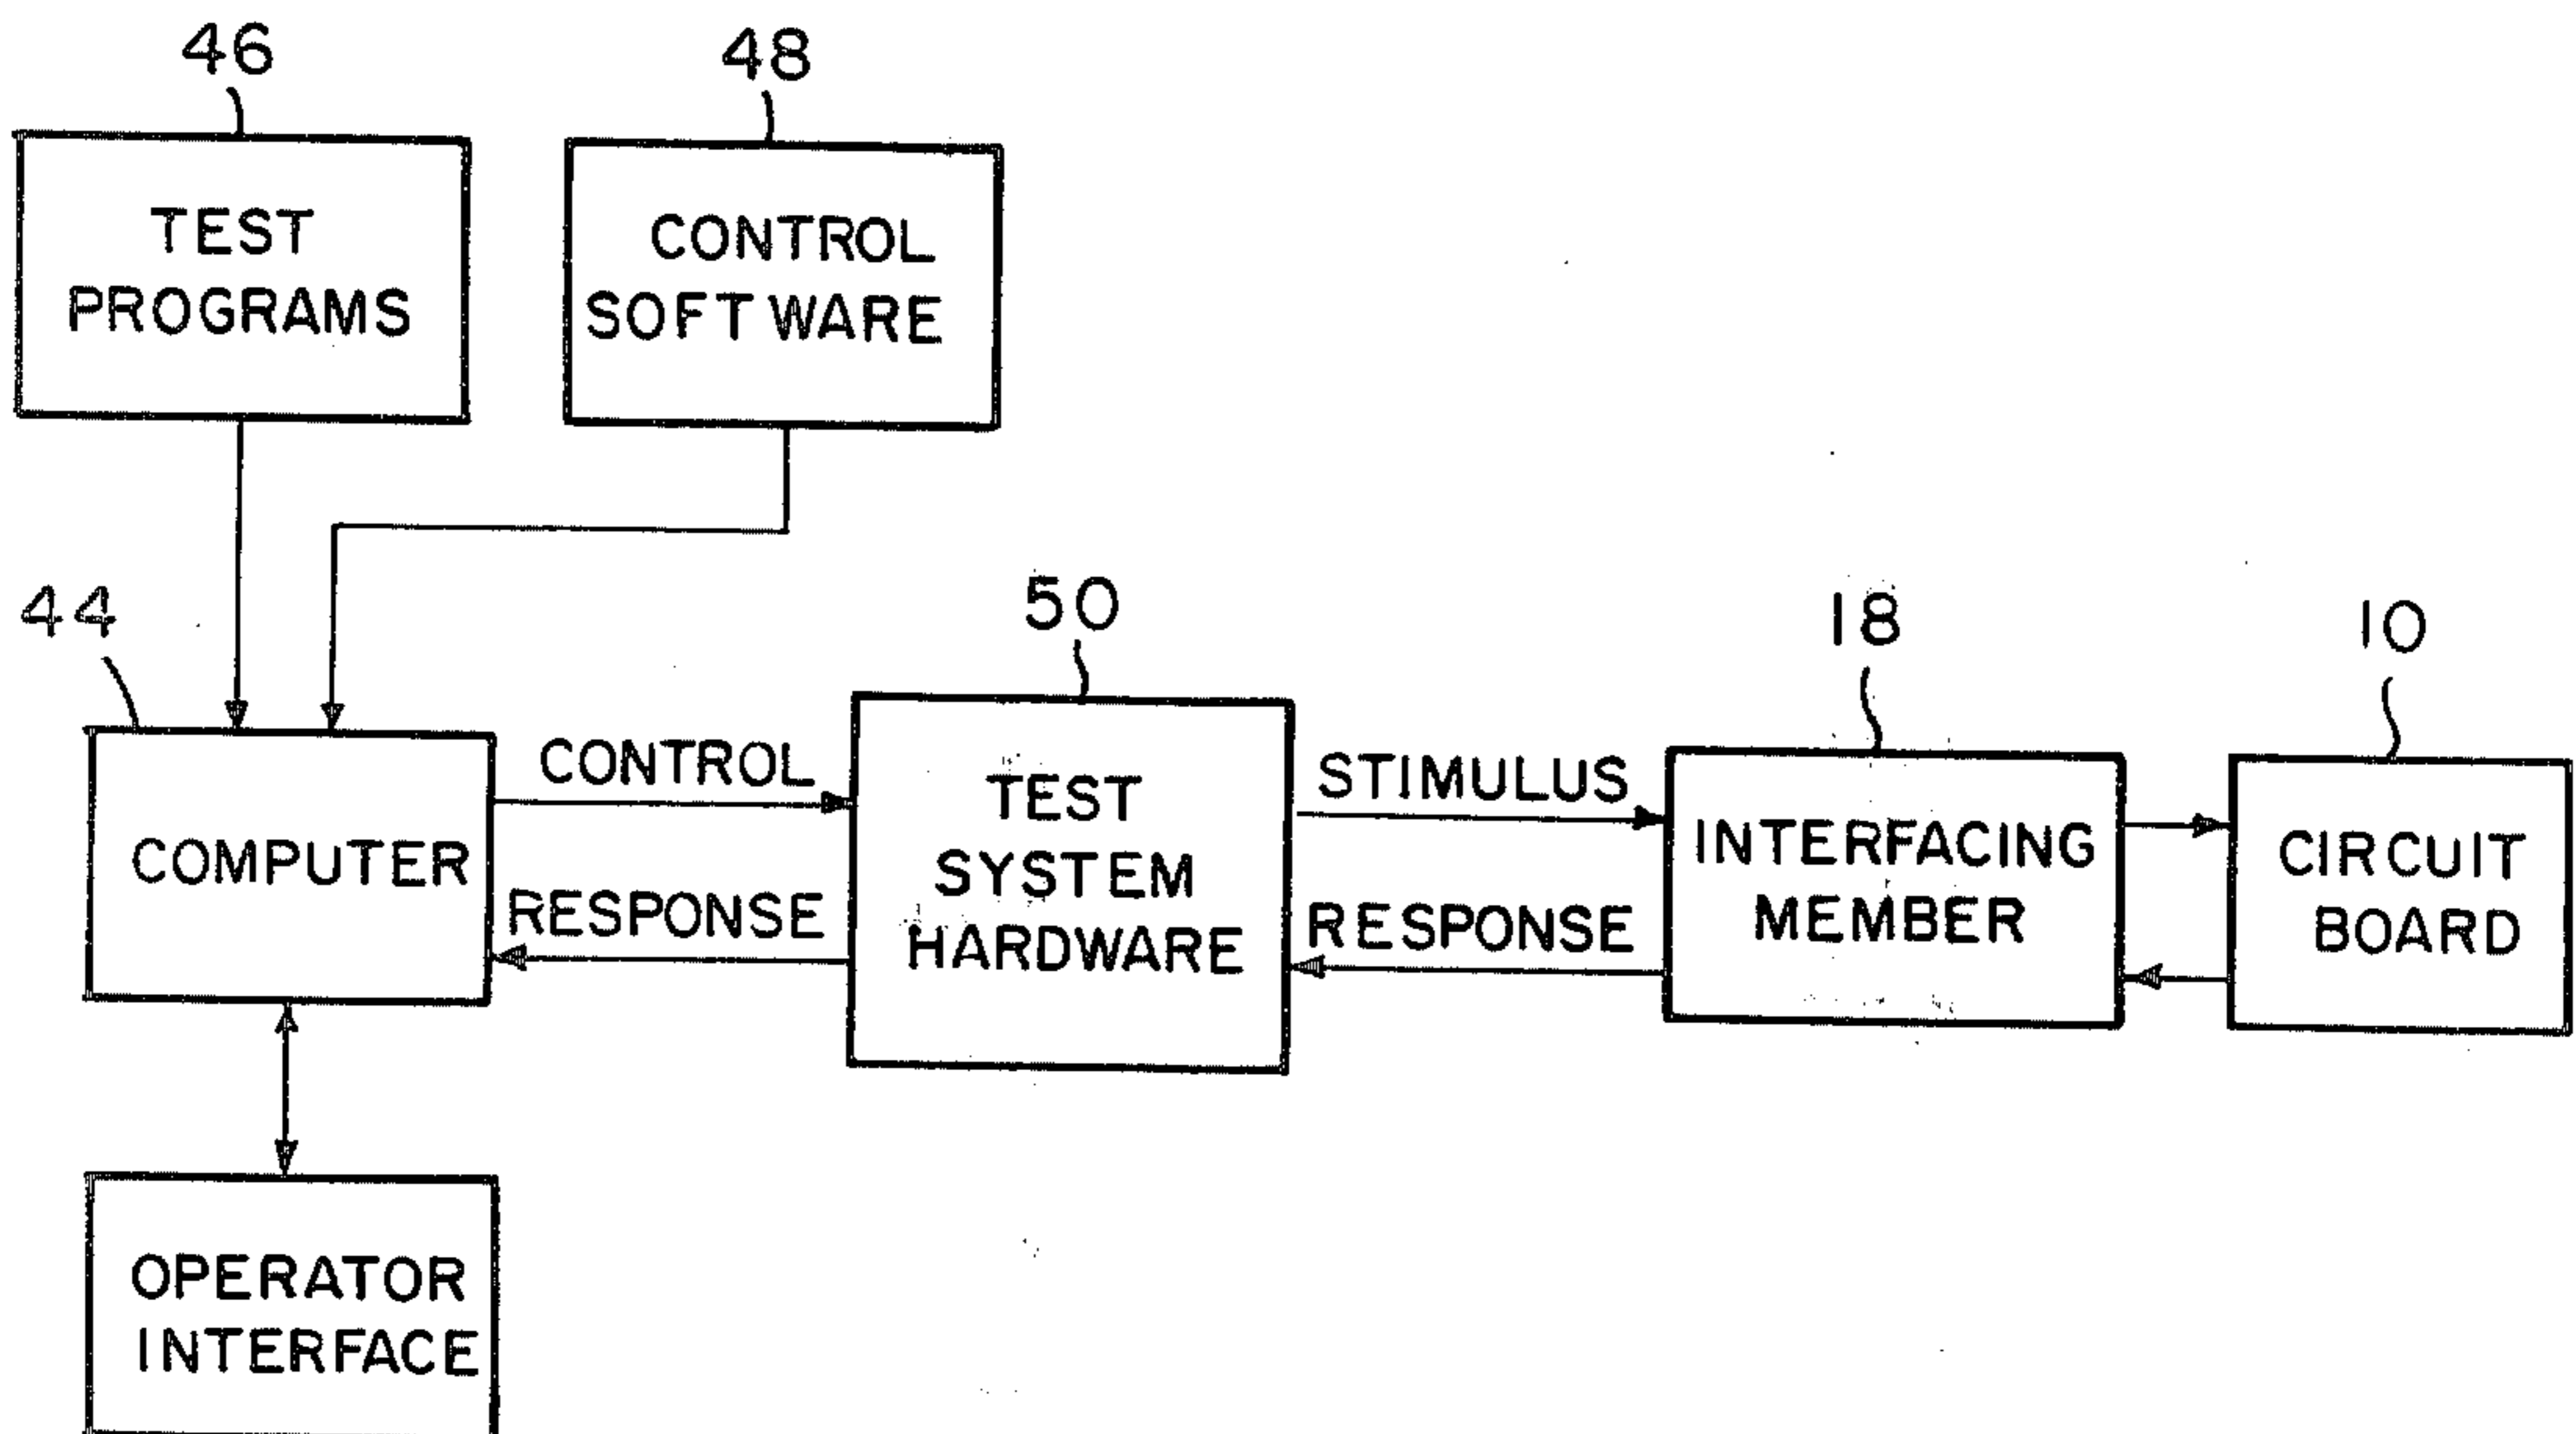 46
48
TEST
PROGRAMS
CONTROL
SOFTWARE
44
50
18
10
COMPUTER
CONTROL
RESPONSE
TEST
SYSTEM
HARDWARE
STIMULUS
RESPONSE
INTERFACING
MEMBER
CIRCUIT
BOARD
OPERATOR
INTERFACE